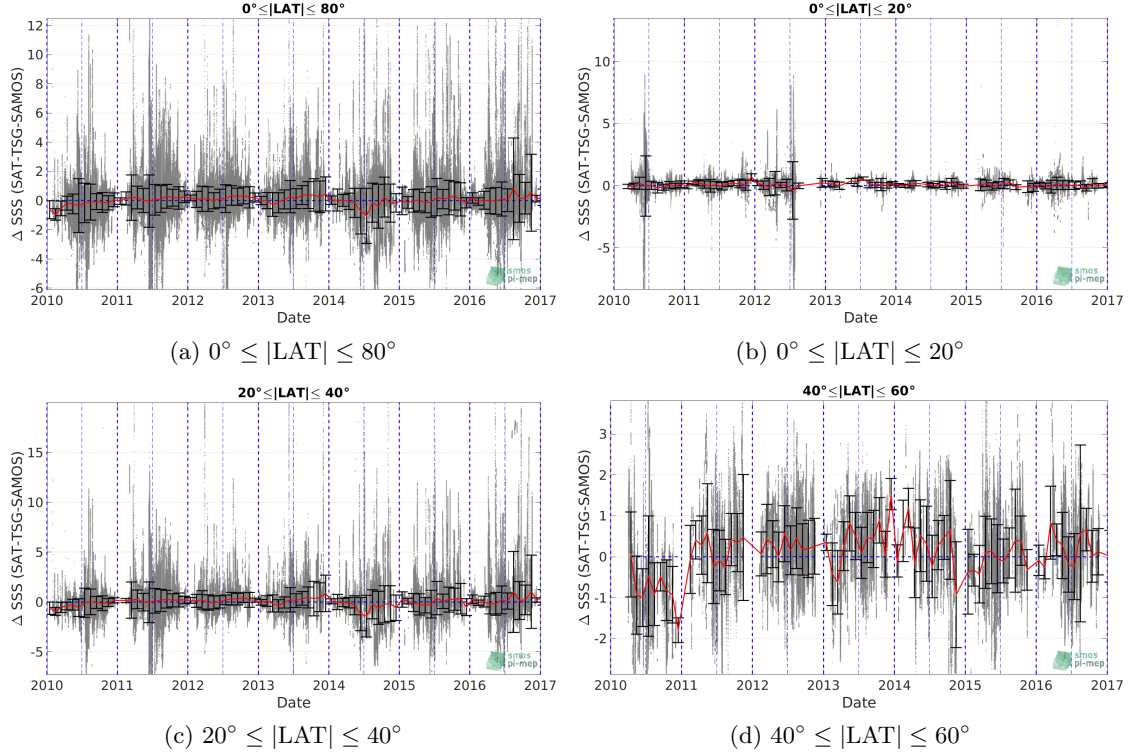 0°≤|LAT|≤ 80°
Δ SSS (SAT-TSG-SAMOS)
12
10
8
6
4
2
0
-2
-4
-6
2010 2011 2012 2013 2014 2015 2016 2017
Date
smos
pi-mep
(a) 0° ≤ |LAT| ≤ 80°
0°≤|LAT|≤ 20°
Δ SSS (SAT-TSG-SAMOS)
10
5
0
-5
2010 2011 2012 2013 2014 2015 2016 2017
Date
smos
pi-mep
(b) 0° ≤ |LAT| ≤ 20°
20°≤|LAT|≤ 40°
Δ SSS (SAT-TSG-SAMOS)
15
10
5
0
-5
2010 2011 2012 2013 2014 2015 2016 2017
Date
smos
pi-mep
(c) 20° ≤ |LAT| ≤ 40°
40°≤|LAT|≤ 60°
Δ SSS (SAT-TSG-SAMOS)
3
2
1
0
-1
-2
2010 2011 2012 2013 2014 2015 2016 2017
Date
smos
pi-mep
(d) 40° ≤ |LAT| ≤ 60°